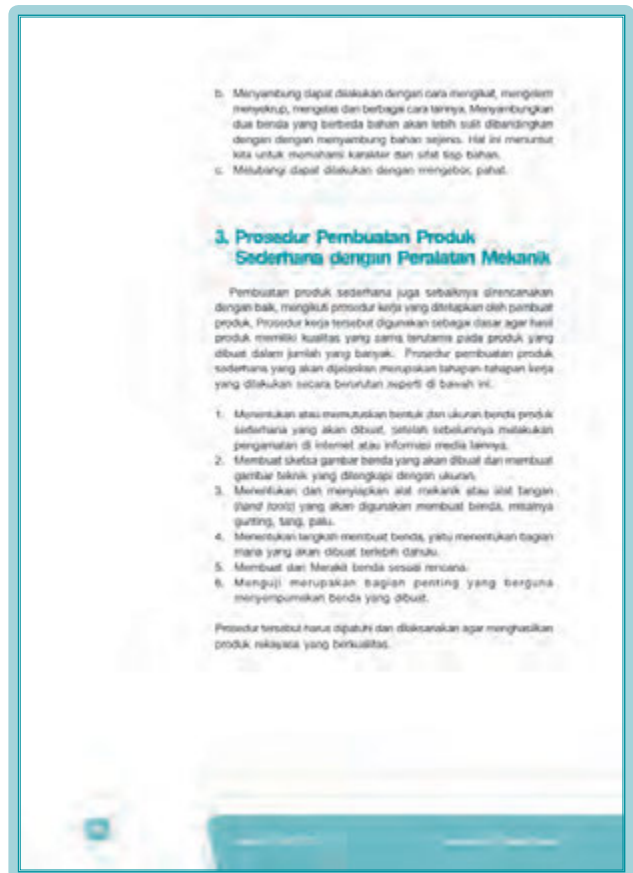 b. Menyambung dapat dilakukan dengan cara mengikat, mengelem
menyekrup, mengelas dan berbagai cara lainnya. Menyambungkan
dua benda yang berbeda bahan akan lebih sulit dibandingkan
dengan dengan menyambung bahan sejenis. Hal ini menuntut
kita untuk memahami karakter dan sifat tiap bahan.
c. Melubangi dapat dilakukan dengan mengebor, pahat.
3. Prosedur Pembuatan Produk
Sederhana dengan Peralatan Mekanik
Pembuatan produk sederhana juga sebaiknya direncanakan
dengan baik, mengikuti prosedur kerja yang ditetapkan oleh pembuat
produk. Prosedur kerja tersebut digunakan sebagai dasar agar hasil
produk memiliki kualitas yang sama terutama pada produk yang
dibuat dalam jumlah yang banyak. Prosedur pembuatan produk
sederhana yang akan dijelaskan merupakan tahapan-tahapan kerja
yang dilakukan secara berurutan seperti di bawah ini.
1. Menentukan atau memutuskan bentuk dan ukuran benda produk
sederhana yang akan dibuat, setelah sebelumnya melakukan
pengamatan di internet atau informasi media lainnya.
2. Membuat sketsa gambar benda yang akan dibuat dan membuat
gambar teknik yang dilengkapi dengan ukuran.
3. Menentukan dan menyiapkan alat mekanik atau alat tangan
(hand tools) yang akan digunakan membuat benda, misalnya
gunting, tang, palu.
4. Menentukan langkah membuat benda, yaitu menentukan bagian
mana yang akan dibuat terlebih dahulu.
5. Membuat dan Merakit benda sesuai rencana.
6. Menguji merupakan bagian penting yang berguna
menyempurnakan benda yang dibuat.
Prosedur tersebut harus dipatuhi dan dilaksanakan agar menghasilkan
produk rekayasa yang berkualitas.